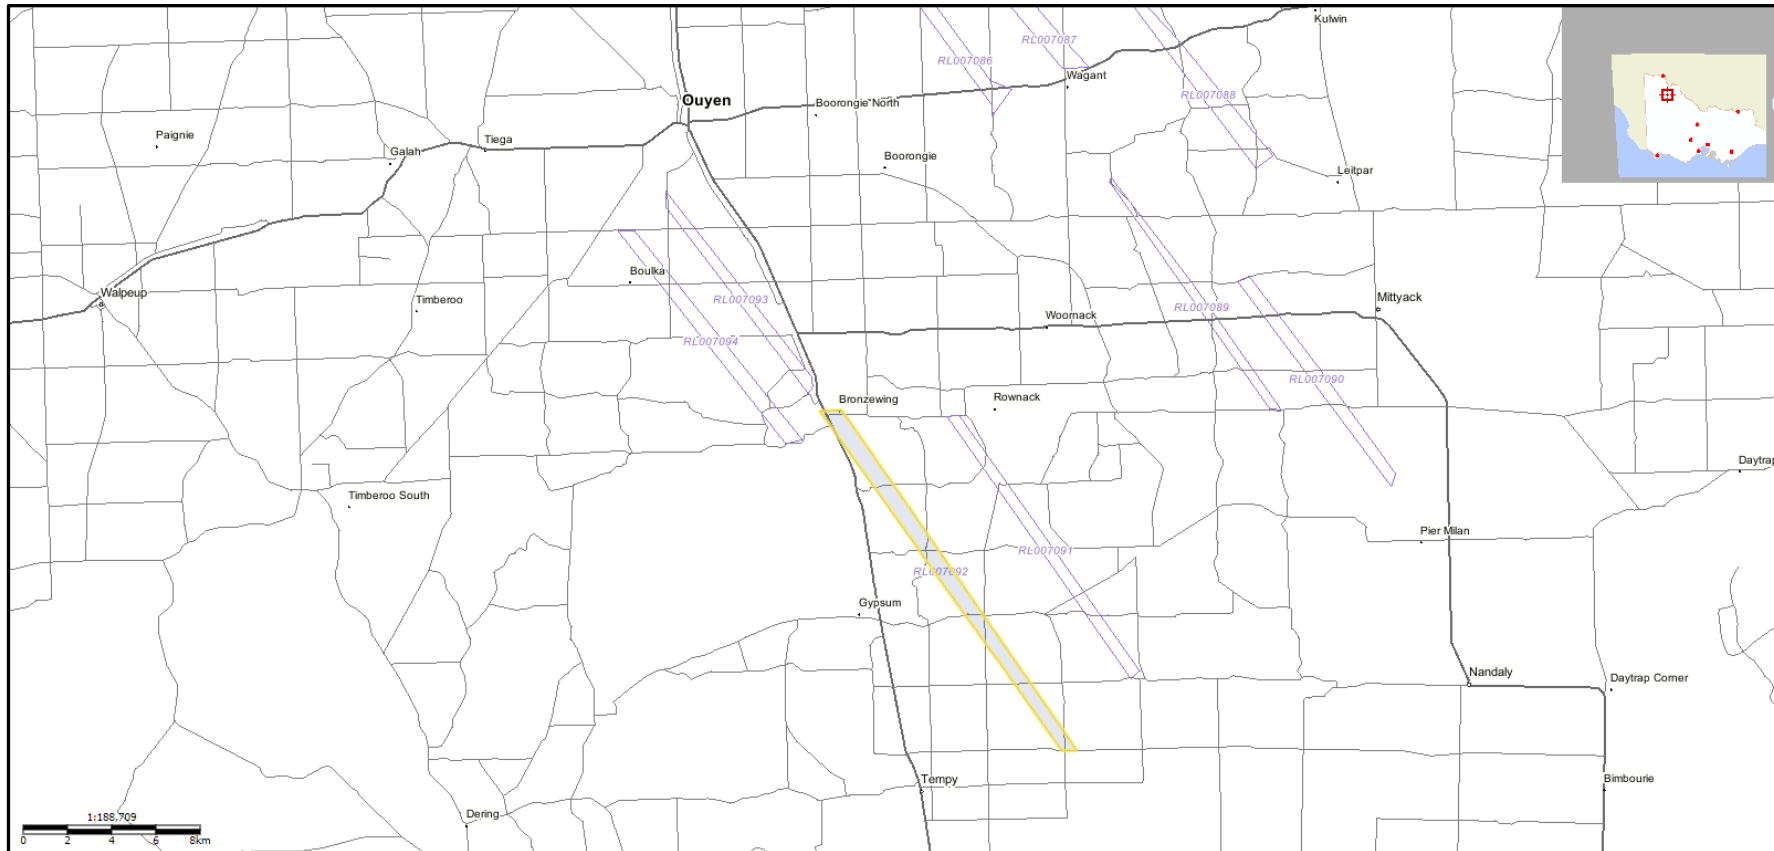 Kulwin
RL007087
RL007086
Wagant
RL007088
Ouyen
Boorongie North
Paignie
Tiega
Galah
Boorongie
Leitpar
Boulka
Walpeup
Timberoo
RL007093
RL007089
Mittyack
Woornack
RL007094
RL007090
Bronzewing
Rownack
Daytrap
Timberoo South
Pier Milan
RL007091
RL007092
Gypsum
Nandaly
Daytrap Corner
Tempy
Bimbourie
Dering
1:188,709
0 2 4 6 8km